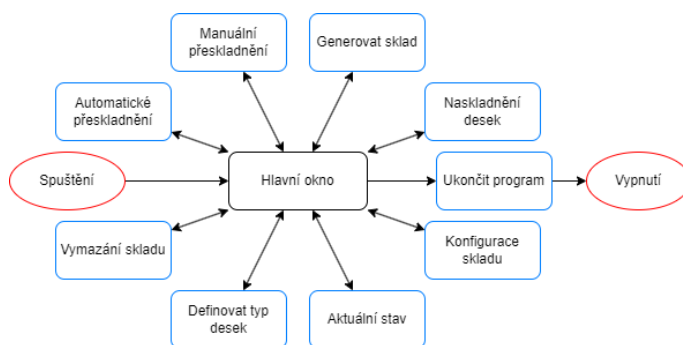 Manuální
přeskladnění
Generovat sklad
Automatické
přeskladnění
Naskladnění
desek
Spuštění
Hlavní okno
Ukončit program
Vypnutí
Vymazání skladu
Konfigurace
skladu
Definovat typ
desek
Aktuální stav